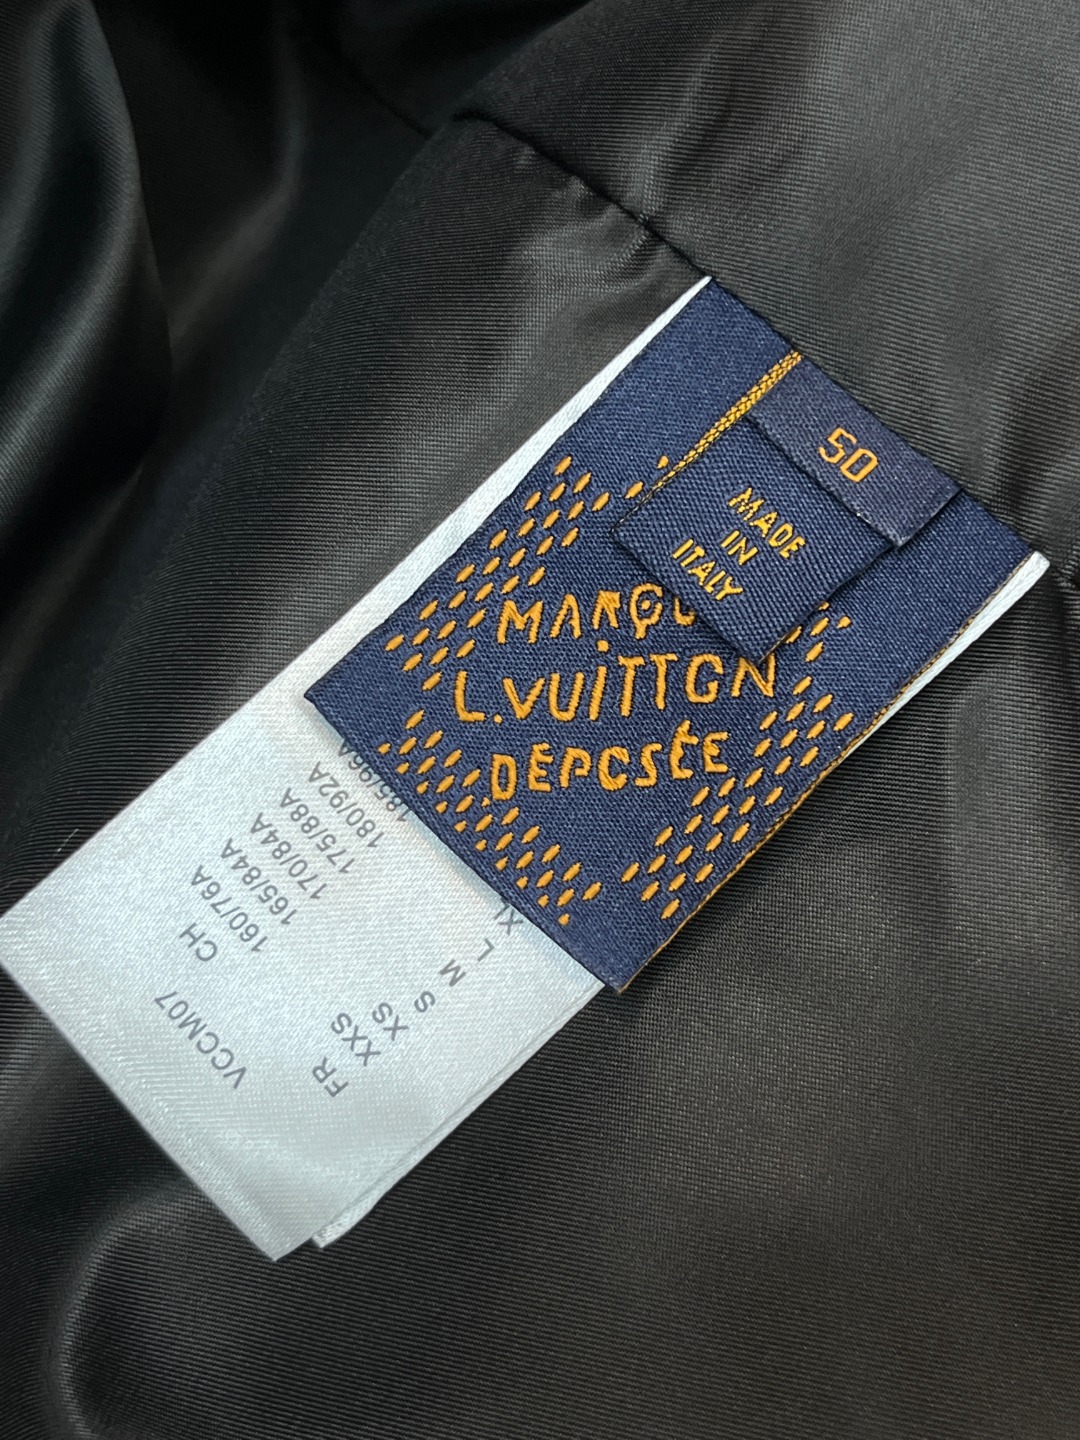 50
MADE
IN
ITALY
MARQU
L.VUITTON
DEPOSÉE
VCCM07
FR CH
XXS 160/76A
XS 165/84A
S 170/84A
M 175/88A
L 180/92A
XL 185/96A